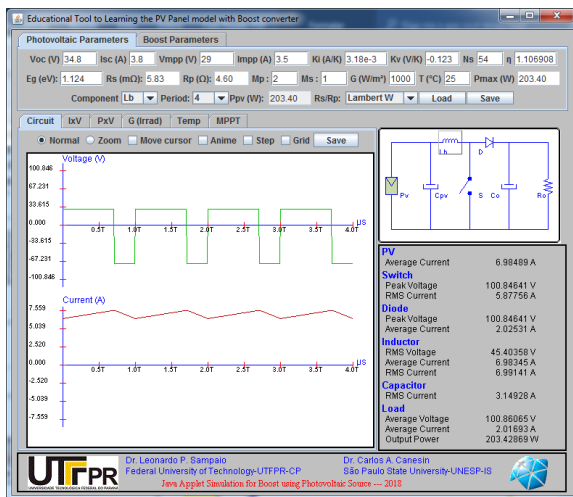 Educational Tool to Learning the PV Panel model with Boost converter
Photovoltaic Parameters Boost Parameters
Voc (V) 34.8 Isc (A) 3.8 Vmpp (V) 29 Impp (A) 3.5 Ki (A/K) 3.18e-3 Kv (V/K) -0.123 Ns 54 η 1.106908
Eg (eV): 1.124 Rs (mΩ): 5.83 Rp (Ω): 4.60 Mp : 2 Ms : 1 G (W/m²) 1000 T (°C) 25 Pmax (W) 203.40
Component Lb Period: 4 Ppv (W): 203.40 Rs/Rp: Lambert W Load Save
Circuit IxV PxV G (Irrad) Temp MPPT
Normal Zoom Move cursor Anime Step Grid Save
Voltage (V)
100.846
67.231
33.615
0.000
-33.615
-67.231
-100.846
0.5T 1.0T 1.5T 2.0T 2.5T 3.0T 3.5T 4.0T µS
Current (A)
7.559
5.039
2.520
0.000
-2.520
-5.039
-7.559
0.5T 1.0T 1.5T 2.0T 2.5T 3.0T 3.5T 4.0T µS
Lb D
Pv Cpv S Co Ro
PV
Average Current 6.98489 A
Switch
Peak Voltage 100.84641 V
RMS Current 5.87756 A
Diode
Peak Voltage 100.84641 V
Average Current 2.02531 A
Inductor
RMS Voltage 45.40358 V
Average Current 6.98345 A
RMS Current 6.99141 A
Capacitor
RMS Current 3.14928 A
Load
Average Voltage 100.86065 V
Average Current 2.01693 A
Output Power 203.42869 W
UTFPR
UNIVERSIDADE TECNOLÓGICA FEDERAL DO PARANÁ
Dr. Leonardo P. Sampaio Dr. Carlos A. Canesin
Federal University of Technology-UTFPR-CP São Paulo State University-UNESP-IS
Java Applet Simulation for Boost using Photovoltaic Source --- 2018